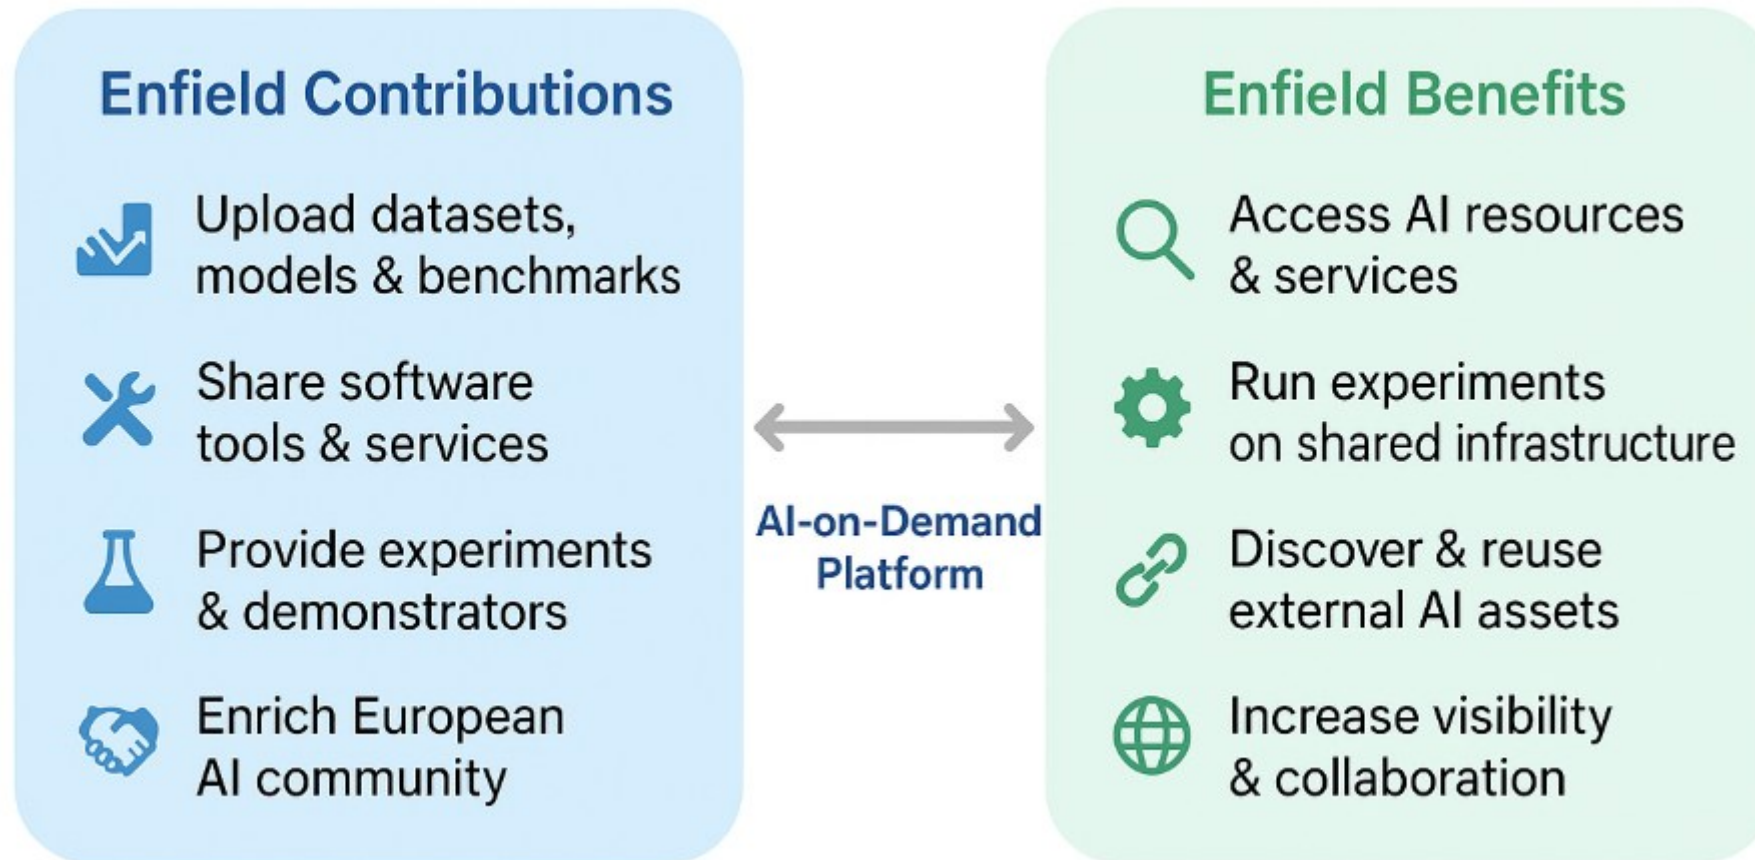 Enfield Contributions
Upload datasets,
models & benchmarks
Share software
tools & services
Provide experiments
& demonstrators
Enrich European
AI community
AI-on-Demand
Platform
Enfield Benefits
Access AI resources
& services
Run experiments
on shared infrastructure
Discover & reuse
external AI assets
Increase visibility
& collaboration